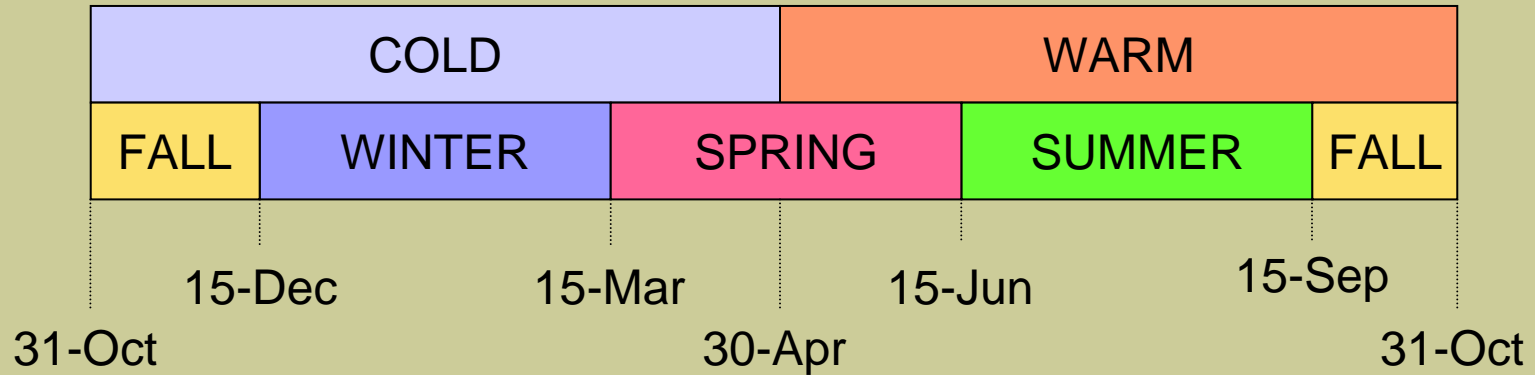 COLD WARM
FALL WINTER SPRING SUMMER FALL
15-Dec 15-Mar 15-Jun 15-Sep
31-Oct 30-Apr 31-Oct